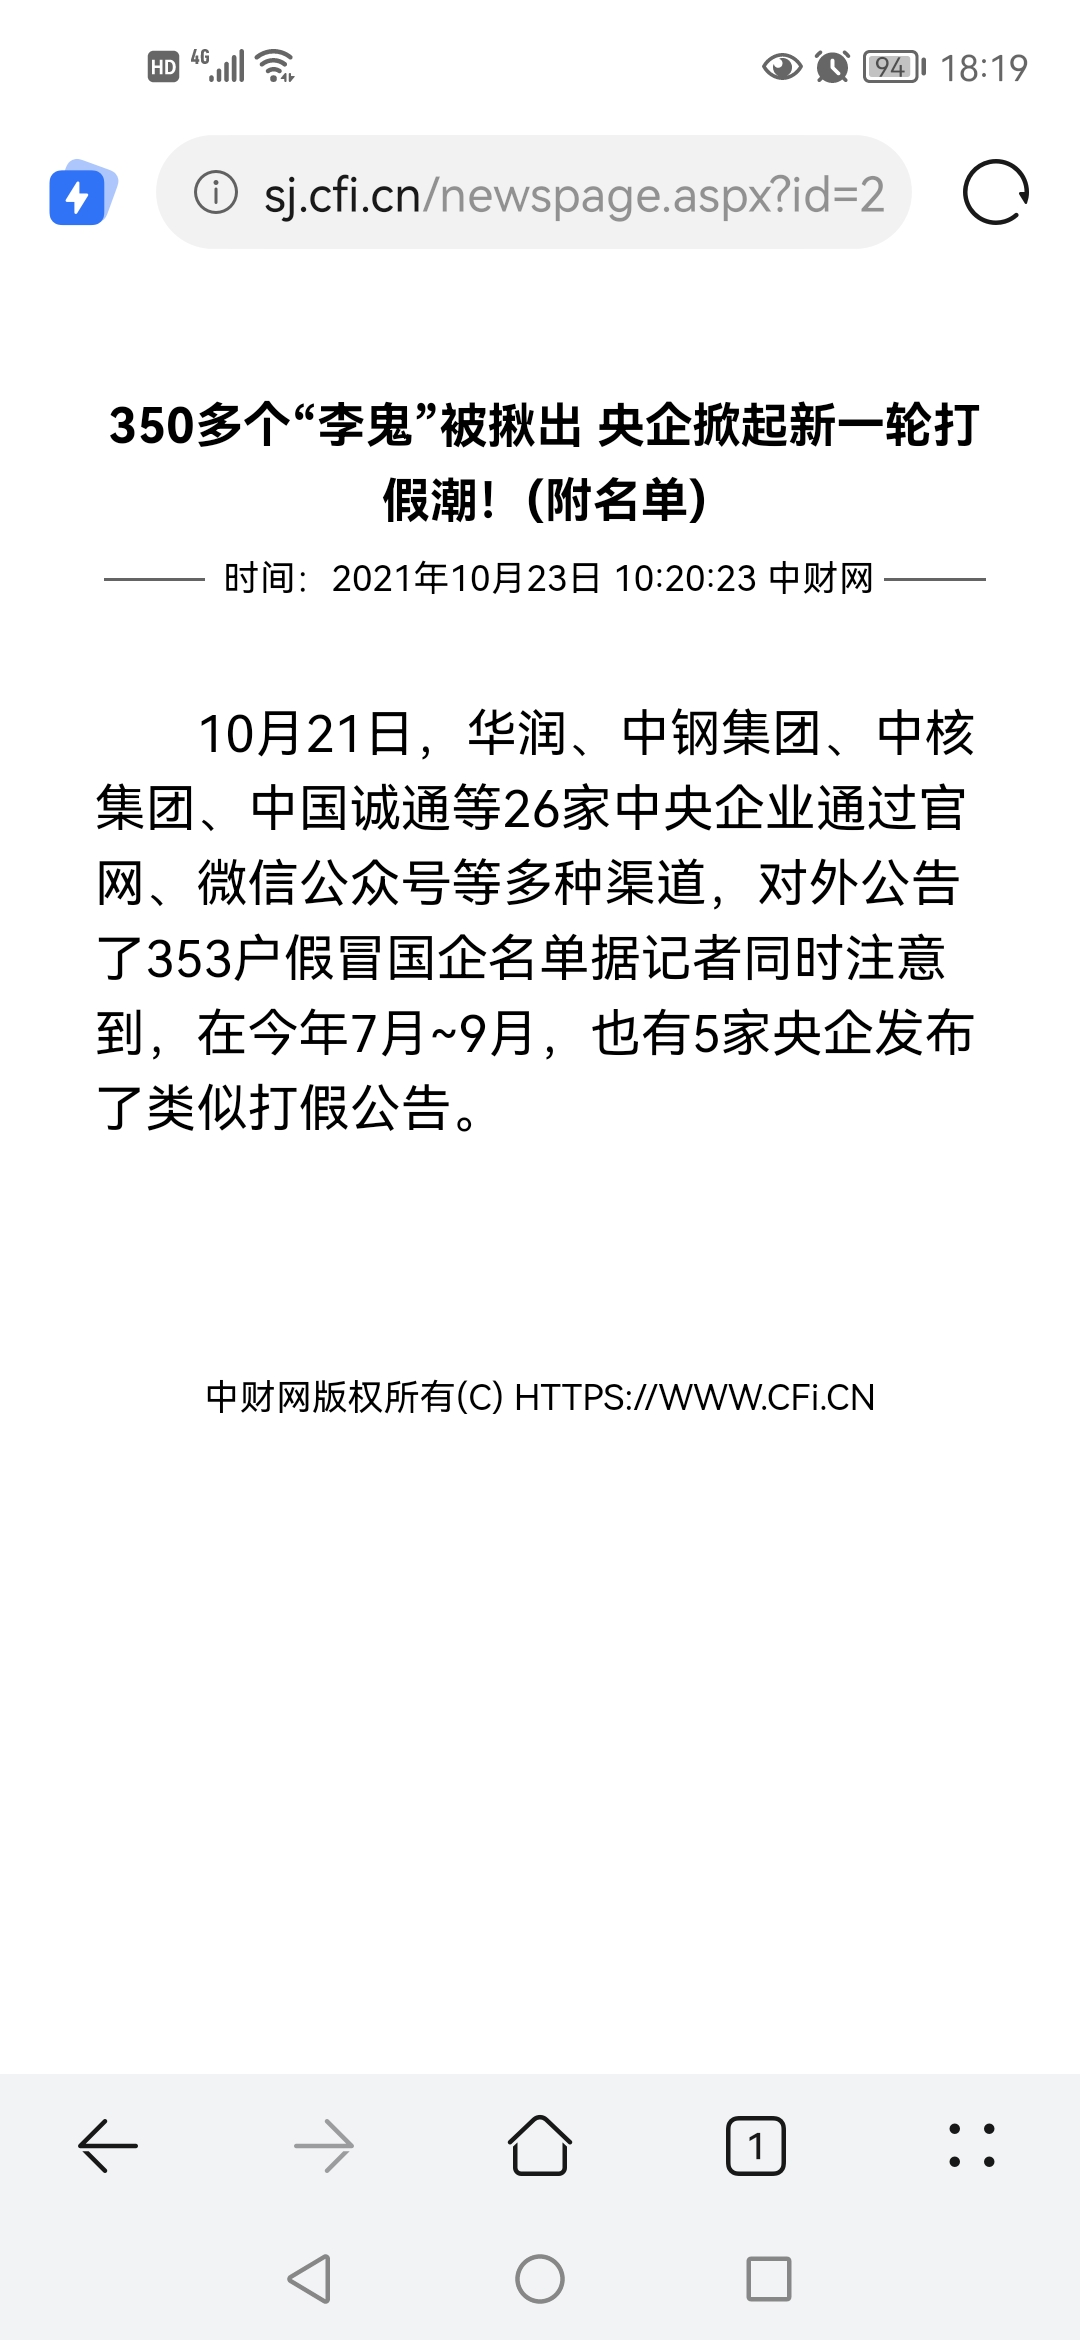 HD 4G 94 18:19
sj.cfi.cn/newspage.aspx?id=2
350多个“李鬼”被揪出 央企掀起新一轮打
假潮！(附名单)
时间：2021年10月23日 10:20:23 中财网
10月21日，华润、中钢集团、中核
集团、中国诚通等26家中央企业通过官
网、微信公众号等多种渠道，对外公告
了353户假冒国企名单据记者同时注意
到，在今年7月~9月，也有5家央企发布
了类似打假公告。
中财网版权所有(C) HTTPS://WWW.CFi.CN
1